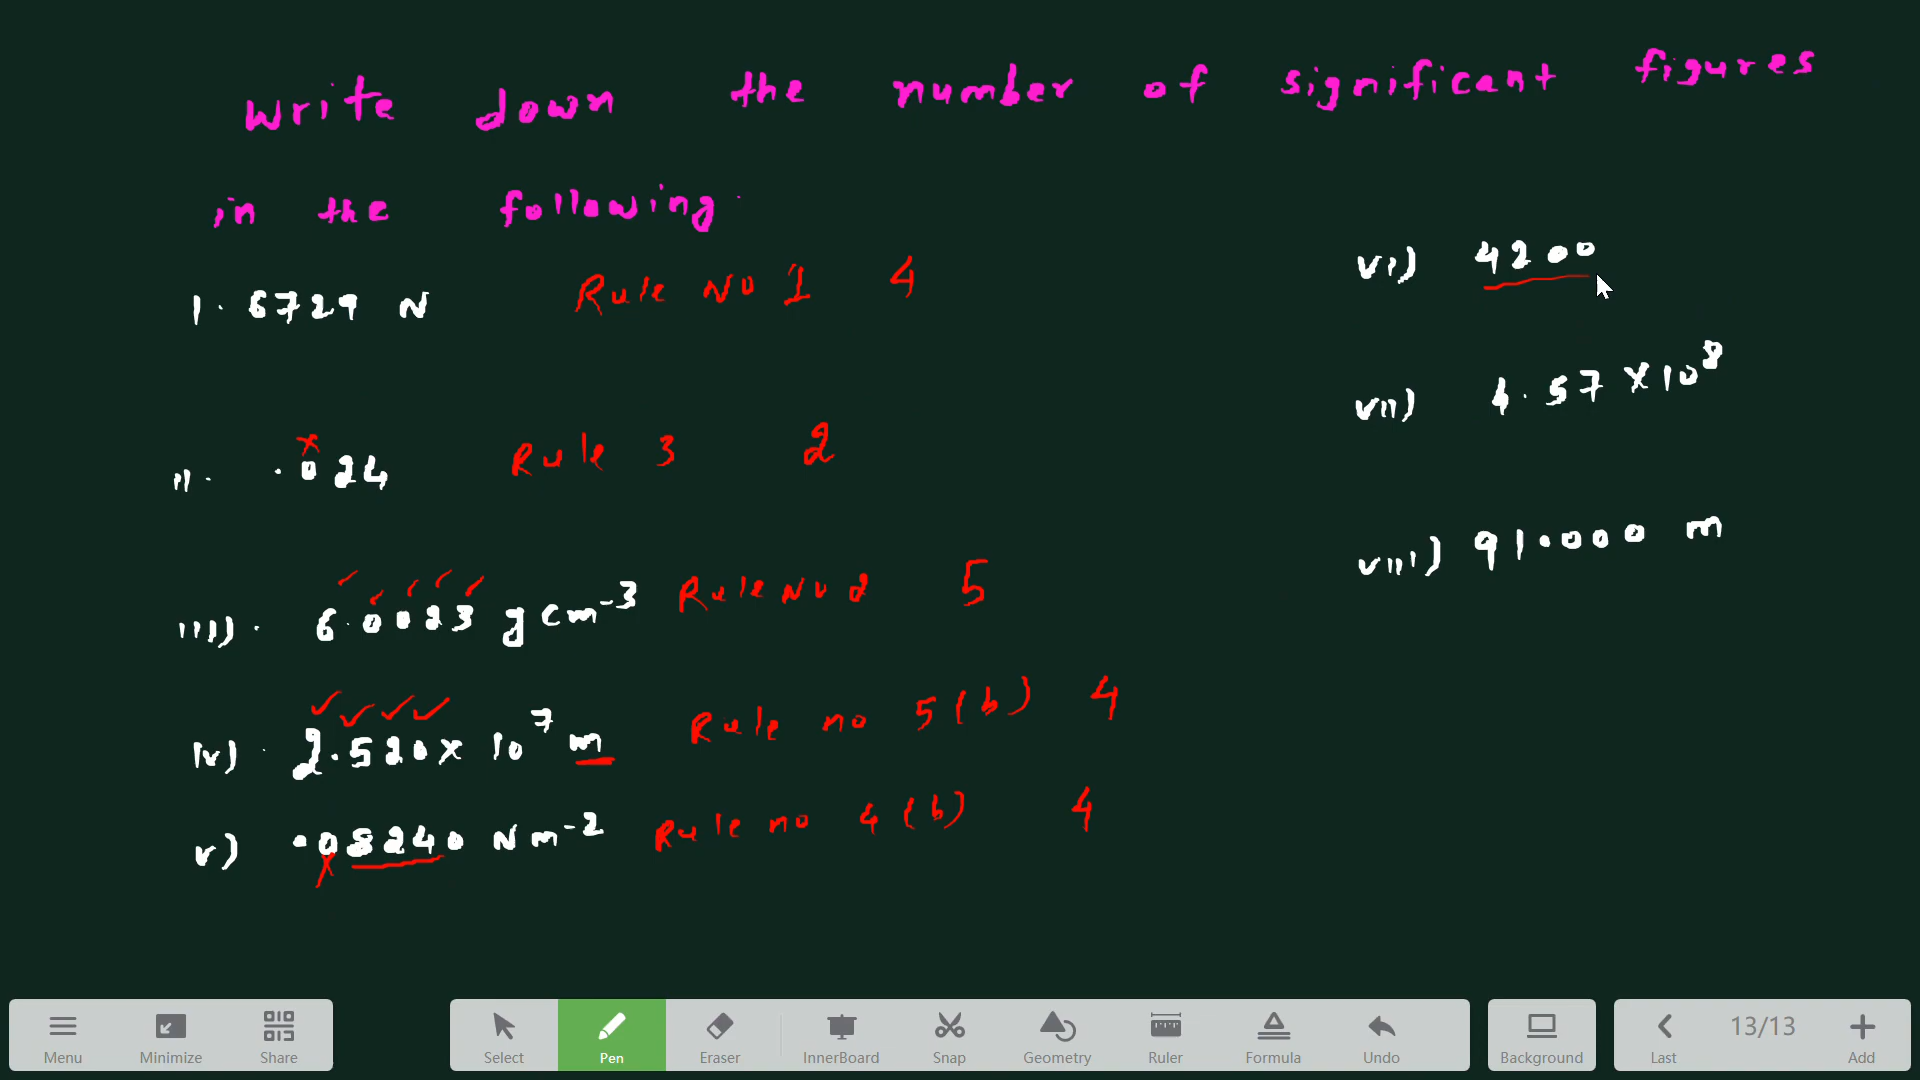 write down the number of significant figures
in the following.
1. 6729 N Rule No 1 4
ii. .024 Rule 3 2
iii). 6.0023 g cm-3 Rule No 2 5
iv). 2.520 x 10 7 m Rule no 5(b) 4
v) .05240 N m-2 Rule no 4(b) 4
vi) 4200
vii) 4.57 x 10 8
viii) 91.000 m
Menu Minimize Share Select Pen Eraser InnerBoard Snap Geometry Ruler Formula Undo Background Last 13/13 Add